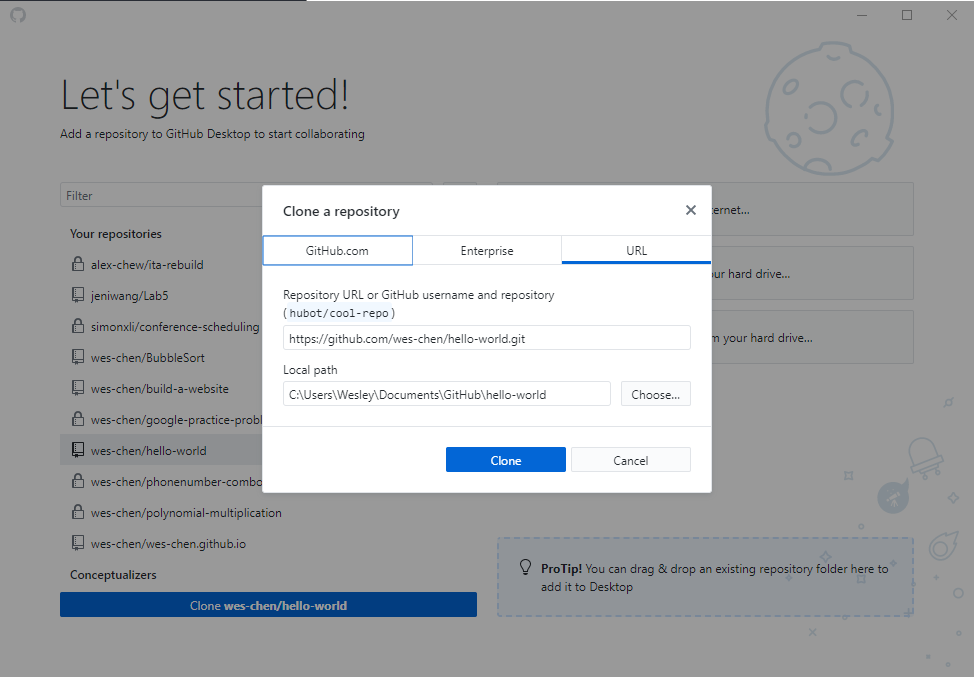 Let's get started!
Add a repository to GitHub Desktop to start collaborating
Filter
Your repositories
alex-chew/ita-rebuild
jeniwang/Lab5
simonxli/conference-scheduling
wes-chen/BubbleSort
wes-chen/build-a-website
wes-chen/google-practice-probl
wes-chen/hello-world
wes-chen/phonenumber-combo
wes-chen/polynomial-multiplication
wes-chen/wes-chen.github.io
Conceptualizers
Clone wes-chen/hello-world
Clone a repository
GitHub.com
Enterprise
URL
Repository URL or GitHub username and repository
(hubot/cool-repo)
https://github.com/wes-chen/hello-world.git
Local path
C:\Users\Wesley\Documents\GitHub\hello-world
Choose...
Clone
Cancel
ernet...
ur hard drive...
m your hard drive...
ProTip! You can drag & drop an existing repository folder here to
add it to Desktop